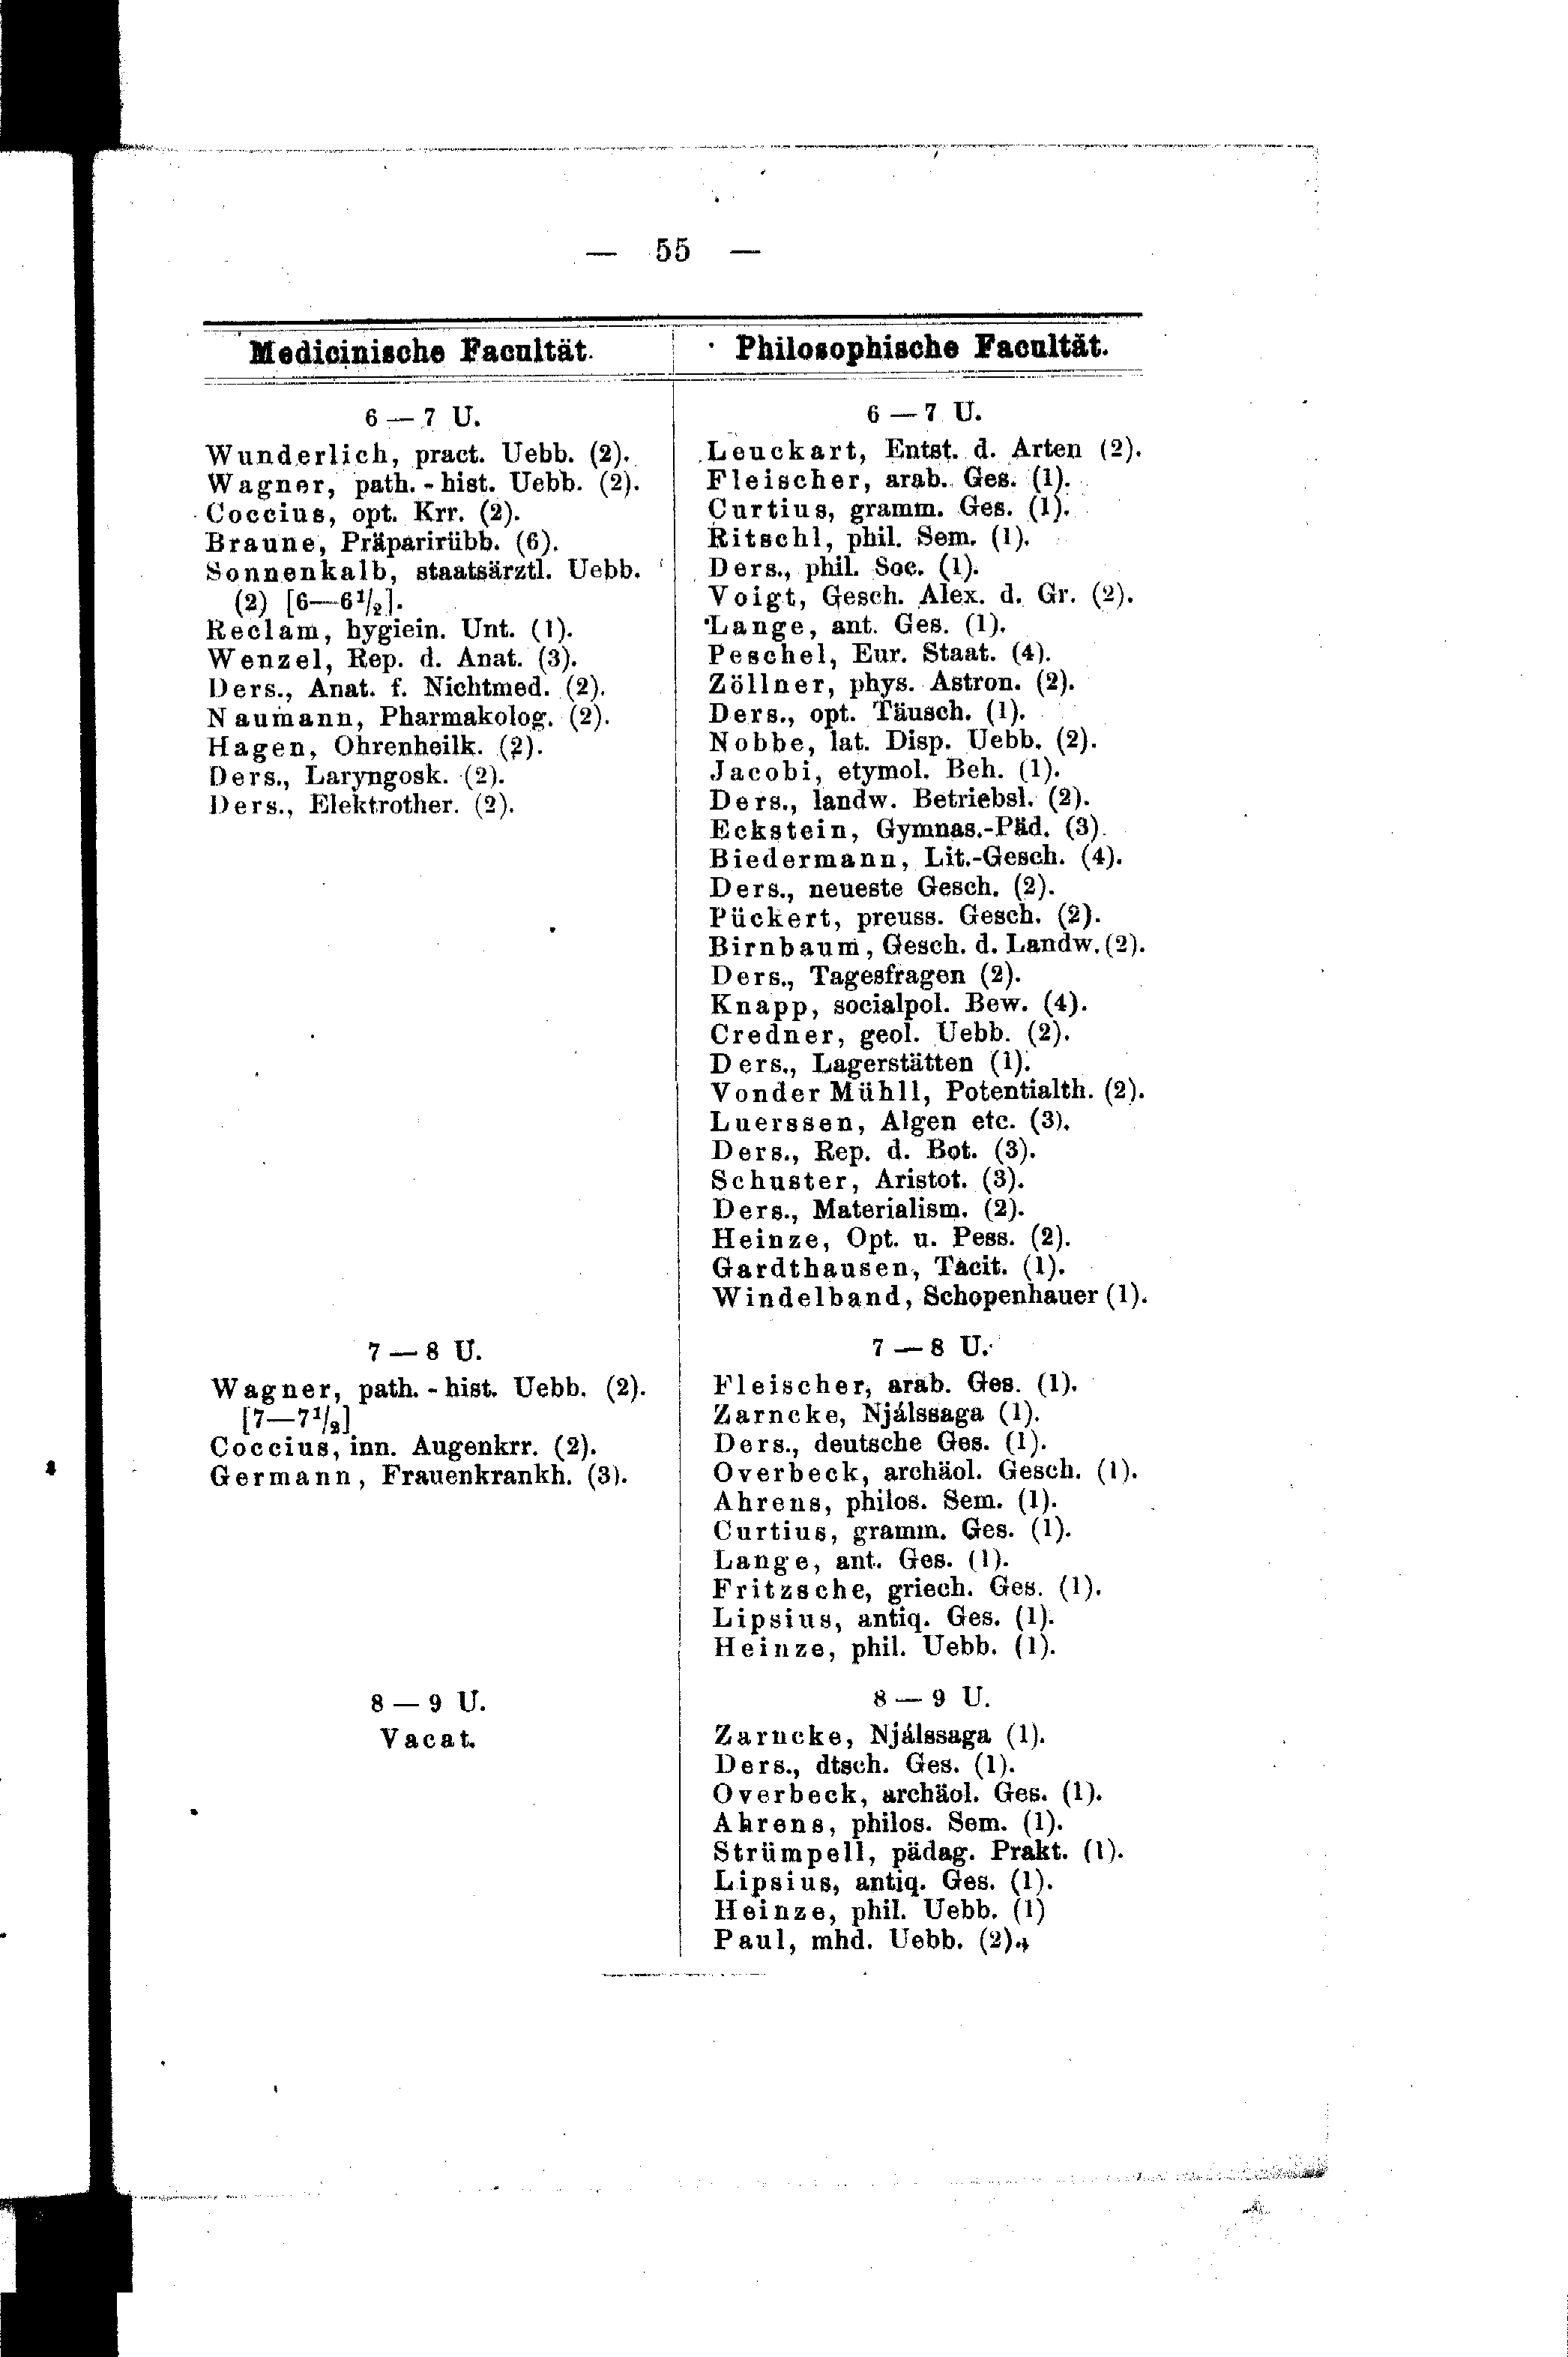 — 55 —
Medicinische Facultät.
6 — 7 U.
Wunderlich, pract. Uebb. (2).
Wagner, path.-hist. Uebb. (2).
Coccius, opt. Krr. (2).
Braune, Präparirübb. (6).
Sonnenkalb, staatsärztl. Uebb.
(2) [6—6 1/2].
Reclam, hygiein. Unt. (1).
Wenzel, Rep. d. Anat. (3).
Ders., Anat. f. Nichtmed. (2).
Naumann, Pharmakolog. (2).
Hagen, Ohrenheilk. (2).
Ders., Laryngosk. (2).
Ders., Elektrother. (2).
7 — 8 U.
Wagner, path.-hist. Uebb. (2).
[7—7 1/2]
Coccius, inn. Augenkrr. (2).
Germann, Frauenkrankh. (3).
8 — 9 U.
Vacat.
Philosophische Facultät.
6 — 7 U.
Leuckart, Entst. d. Arten (2).
Fleischer, arab. Ges. (1).
Curtius, gramm. Ges. (1).
Ritschl, phil. Sem. (1).
Ders., phil. Soc. (1).
Voigt, Gesch. Alex. d. Gr. (2).
Lange, ant. Ges. (1).
Peschel, Eur. Staat. (4).
Zöllner, phys. Astron. (2).
Ders., opt. Täusch. (1).
Nobbe, lat. Disp. Uebb. (2).
Jacobi, etymol. Beh. (1).
Ders., landw. Betriebsl. (2).
Eckstein, Gymnas.-Päd. (3).
Biedermann, Lit.-Gesch. (4).
Ders., neueste Gesch. (2).
Pückert, preuss. Gesch. (2).
Birnbaum, Gesch. d. Landw. (2).
Ders., Tagesfragen (2).
Knapp, socialpol. Bew. (4).
Credner, geol. Uebb. (2).
Ders., Lagerstätten (1).
Vonder Mühll, Potentialth. (2).
Luerssen, Algen etc. (3).
Ders., Rep. d. Bot. (3).
Schuster, Aristot. (3).
Ders., Materialism. (2).
Heinze, Opt. u. Pess. (2).
Gardthausen, Tacit. (1).
Windelband, Schopenhauer (1).
7 — 8 U.
Fleischer, arab. Ges. (1).
Zarncke, Njálssaga (1).
Ders., deutsche Ges. (1).
Overbeck, archäol. Gesch. (1).
Ahrens, philos. Sem. (1).
Curtius, gramm. Ges. (1).
Lange, ant. Ges. (1).
Fritzsche, griech. Ges. (1).
Lipsius, antiq. Ges. (1).
Heinze, phil. Uebb. (1).
8 — 9 U.
Zarncke, Njálssaga (1).
Ders., dtsch. Ges. (1).
Overbeck, archäol. Ges. (1).
Ahrens, philos. Sem. (1).
Strümpell, pädag. Prakt. (1).
Lipsius, antiq. Ges. (1).
Heinze, phil. Uebb. (1)
Paul, mhd. Uebb. (2).